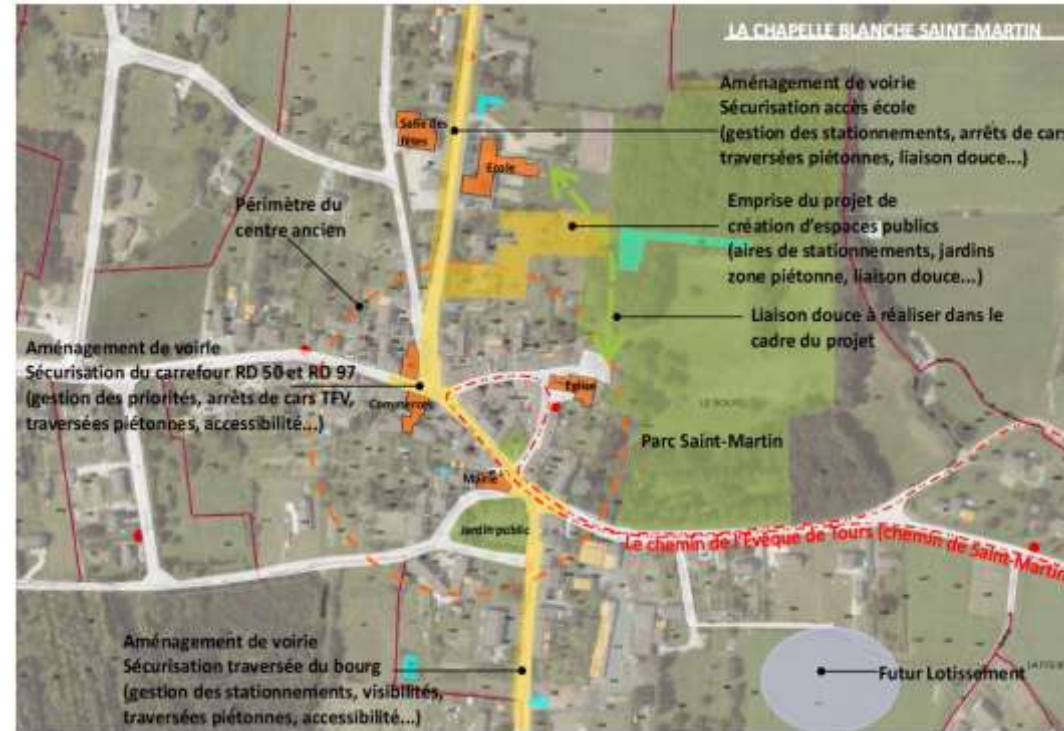 LA CHAPELLE BLANCHE SAINT-MARTIN
Aménagement de voirie
Sécurisation accès école
(gestion des stationnements, arrêts de cars
traversées piétonnes, liaison douce...)
Salle des
fêtes
Ecole
Périmètre du
centre ancien
Emprise du projet de
création d'espaces publics
(aires de stationnements, jardins
zone piétonne, liaison douce...)
Liaison douce à réaliser dans le
cadre du projet
Aménagement de voirie
Sécurisation du carrefour RD 50 et RD 97
(gestion des priorités, arrêts de cars TFV,
traversées piétonnes, accessibilité...)
Commerces
Eglise
LE BOURG
Parc Saint-Martin
Mairie
Jardin public
Le chemin de l'Evêque de Tours (chemin de Saint-Martin
Aménagement de voirie
Sécurisation traversée du bourg
(gestion des stationnements, visibilités,
traversées piétonnes, accessibilité...)
Futur Lotissement